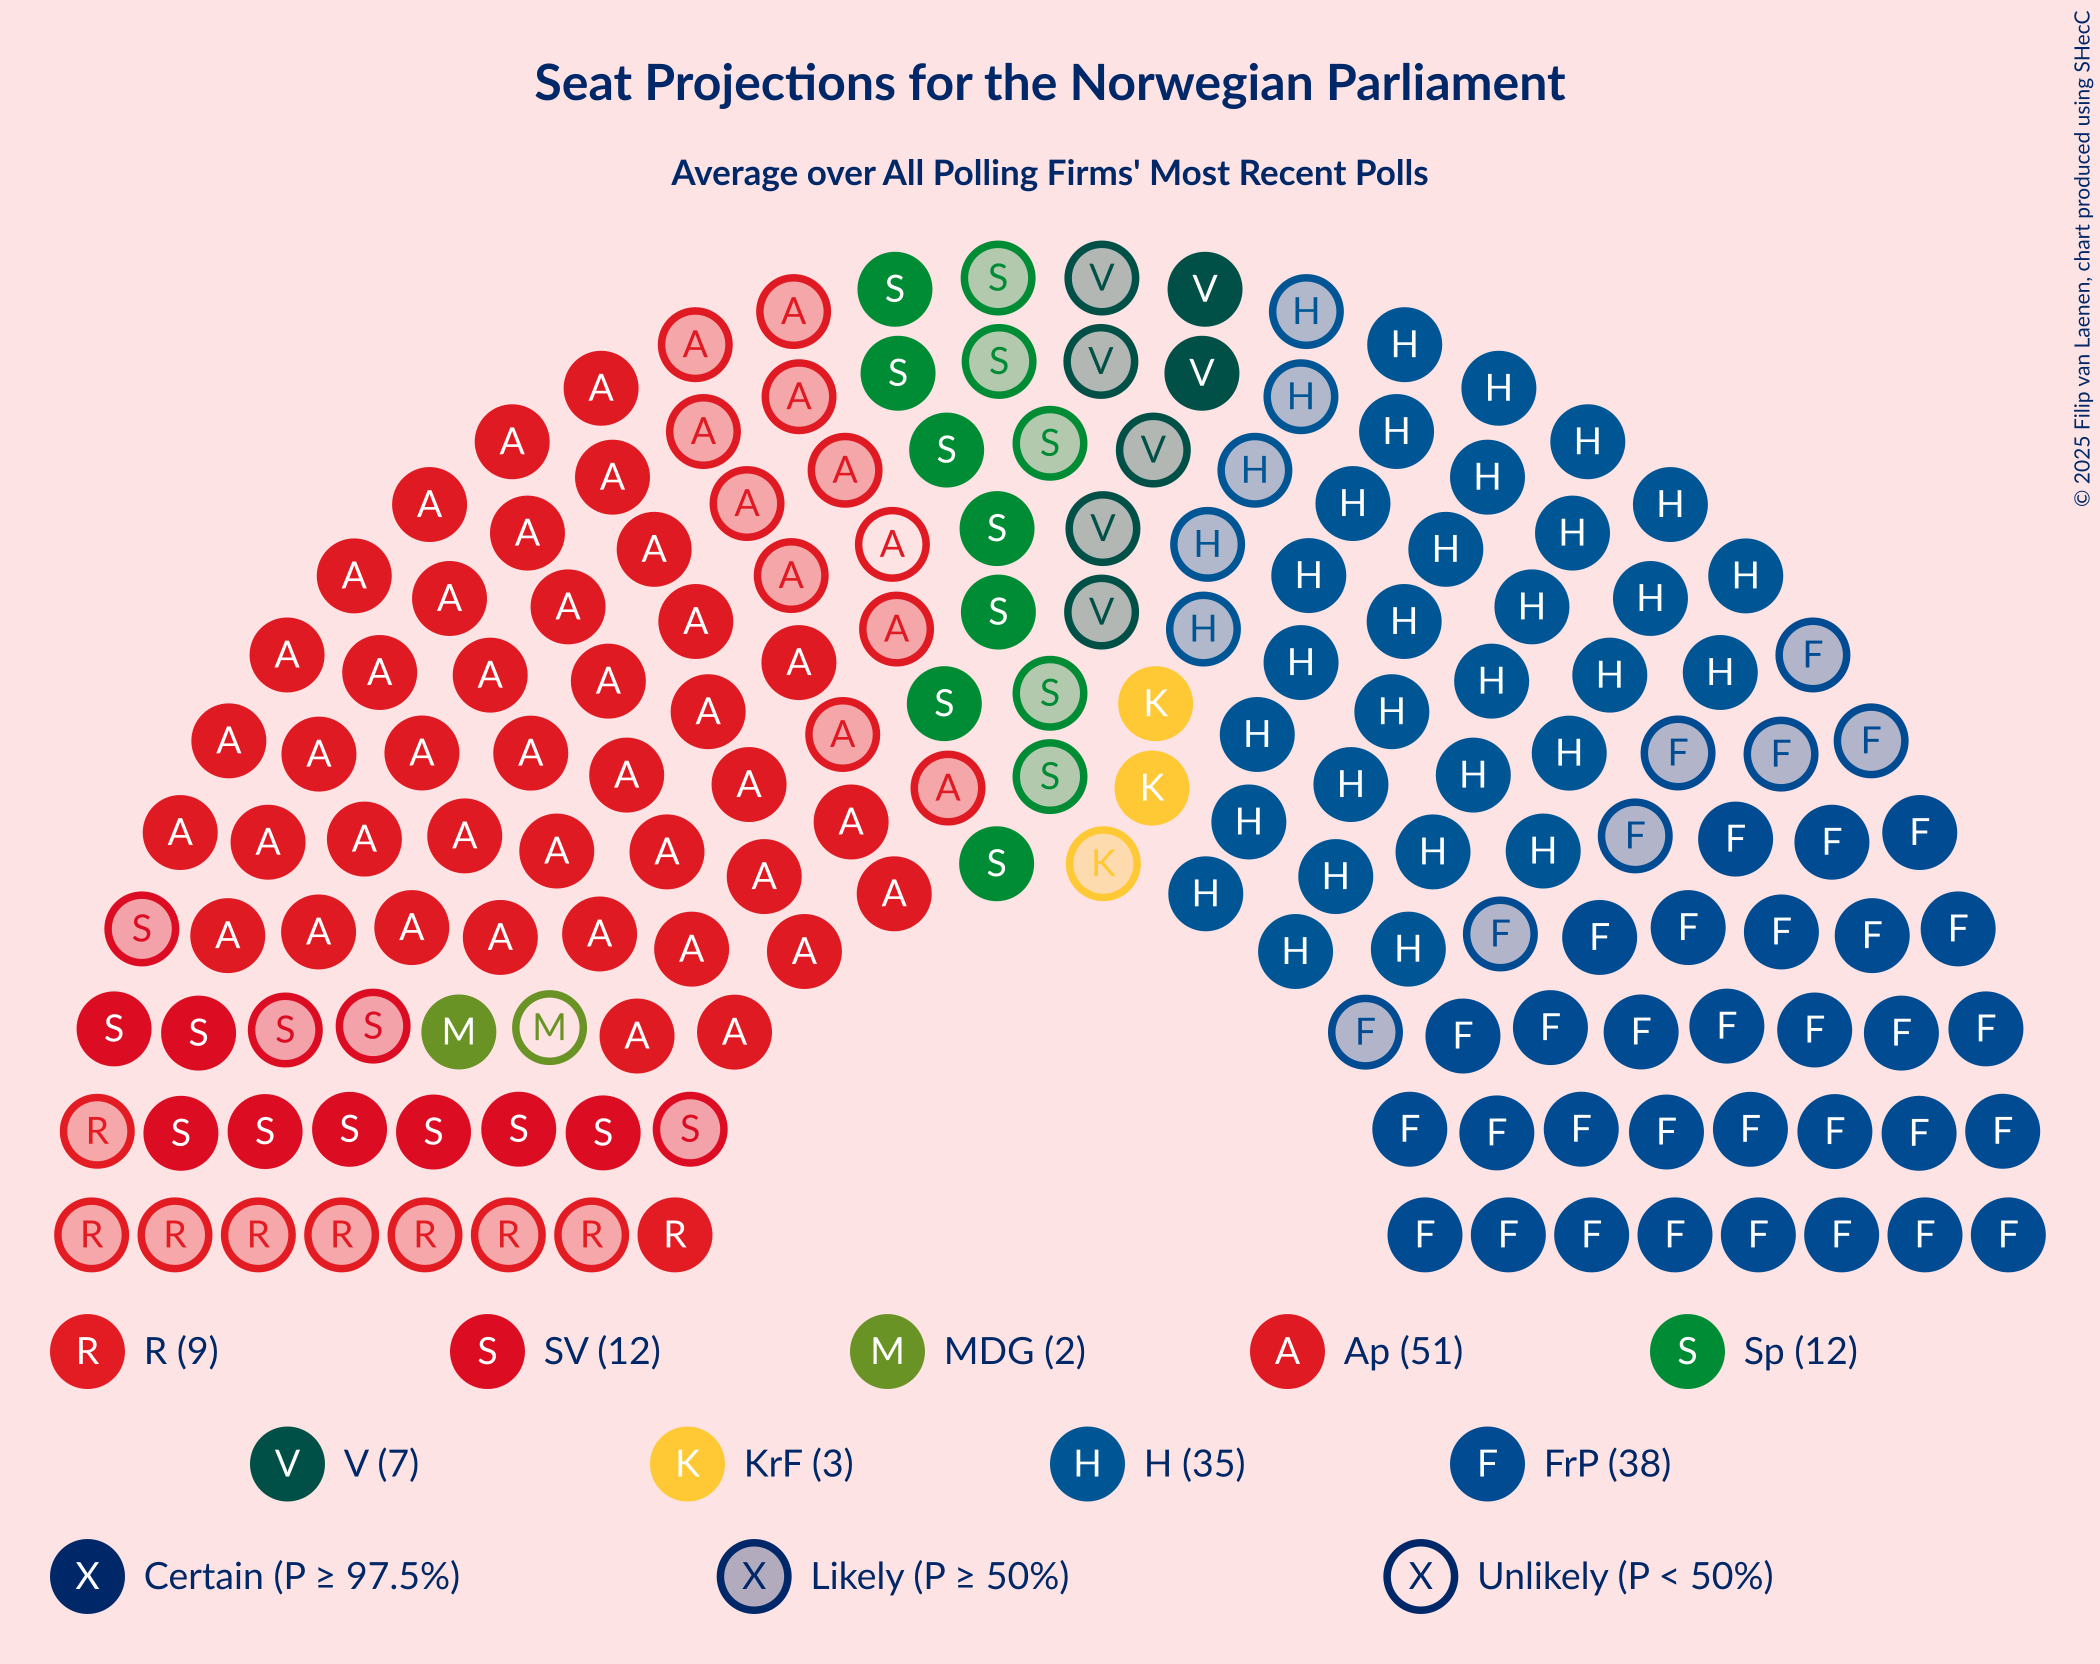 © 2025 Filip van Laenen, chart produced using SHecC
Seat Projections for the Norwegian Parliament
Average over All Polling Firms' Most Recent Polls
S S V V
A H
A H
S S V V
A A H H
A A S S V H H
A A H H
A A H H
A A S V H H
A H
A A H H
A A S V H H
A A H H
A A H F
A A A H H H
A S S K H
A A A A A H H F F F
A A A S K H H
A A A A A A A H H H F F F F
A A S K H H
S A A A A A A A H H F F F F F F
S S S S M M A A F F F F F F F F
R S S S S S S S F F F F F F F F
R R R R R R R R F F F F F F F F
R R (9) S SV (12) M MDG (2) A Ap (51) S Sp (12)
V V (7) K KrF (3) H H (35) F FrP (38)
X Certain (P ≥ 97.5%) X Likely (P ≥ 50%) X Unlikely (P < 50%)